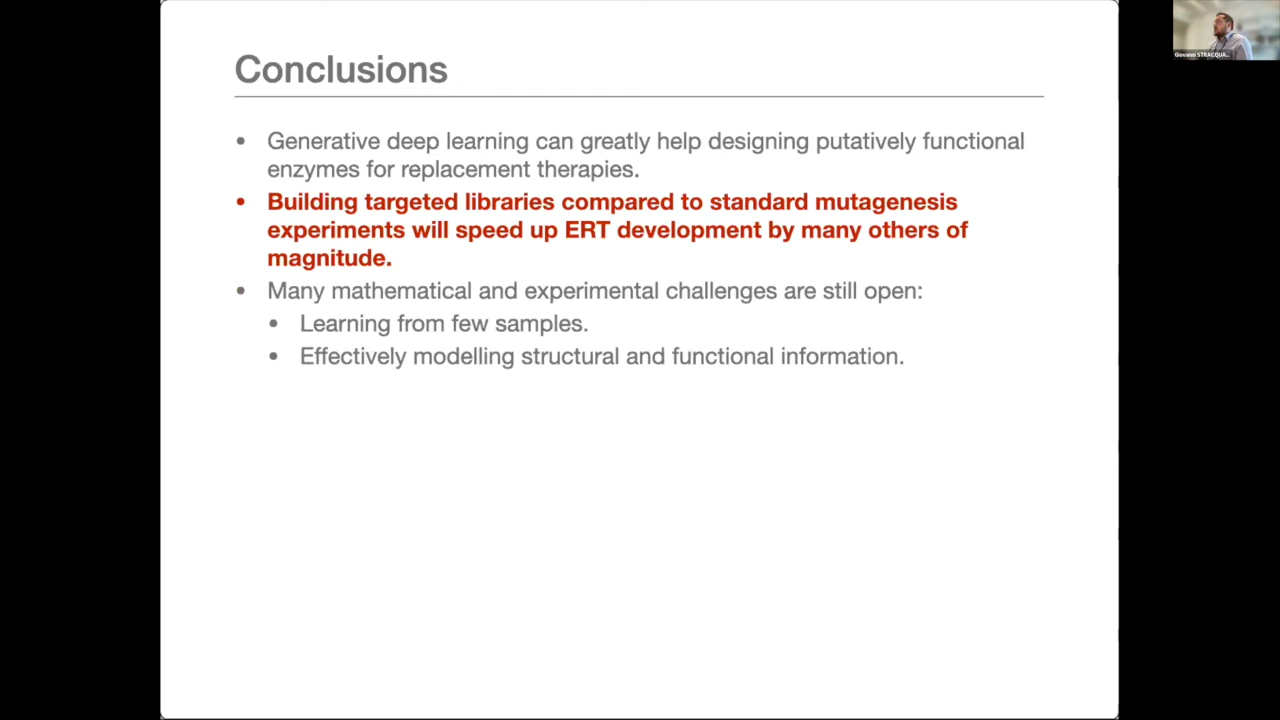 Conclusions
• Generative deep learning can greatly help designing putatively functional
enzymes for replacement therapies.
• Building targeted libraries compared to standard mutagenesis
experiments will speed up ERT development by many others of
magnitude.
• Many mathematical and experimental challenges are still open:
• Learning from few samples.
• Effectively modelling structural and functional information.
Giovanni STRACQUA...